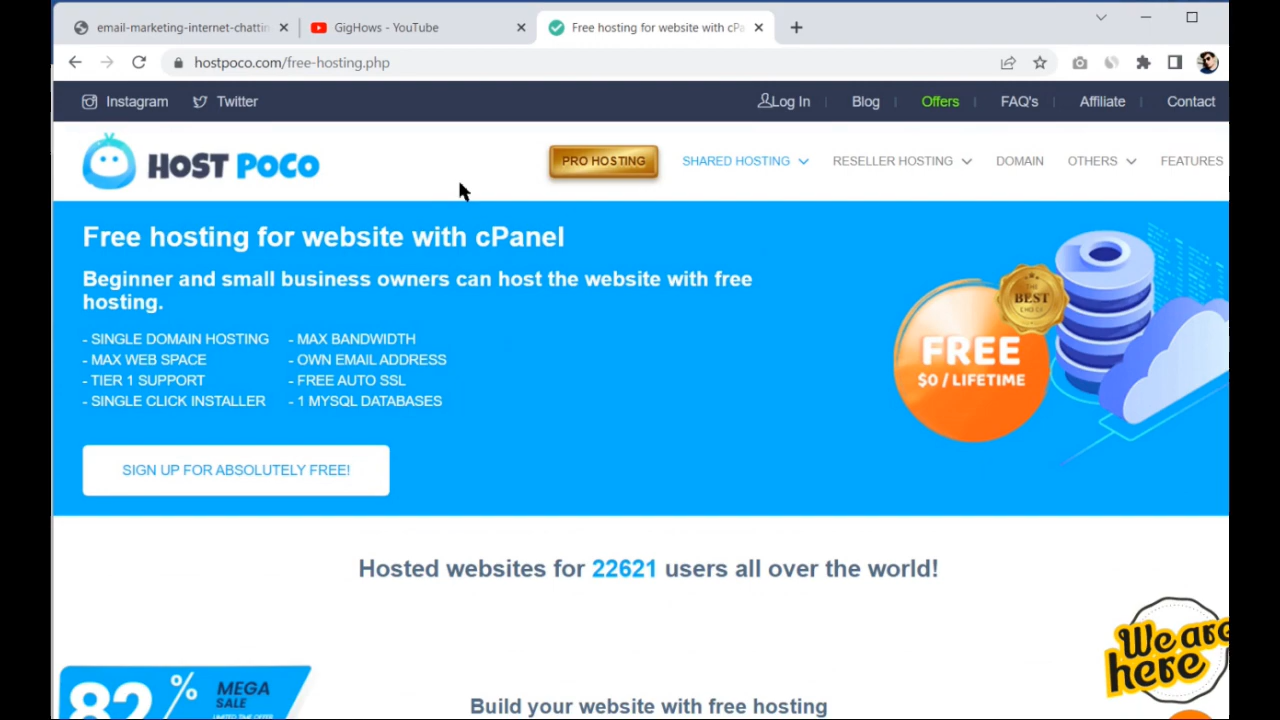 email-marketing-internet-chattin
GigHows - YouTube
Free hosting for website with cPa
hostpoco.com/free-hosting.php
Instagram
Twitter
Log In
Blog
Offers
FAQ's
Affiliate
Contact
HOST POCO
PRO HOSTING
SHARED HOSTING
RESELLER HOSTING
DOMAIN
OTHERS
FEATURES
Free hosting for website with cPanel
Beginner and small business owners can host the website with free
hosting.
- SINGLE DOMAIN HOSTING
- MAX BANDWIDTH
- MAX WEB SPACE
- OWN EMAIL ADDRESS
- TIER 1 SUPPORT
- FREE AUTO SSL
- SINGLE CLICK INSTALLER
- 1 MYSQL DATABASES
THE
BEST
CHOICE
FREE
$0 / LIFETIME
SIGN UP FOR ABSOLUTELY FREE!
Hosted websites for 22621 users all over the world!
We are
here
82%
MEGA
SALE
LIMITED TIME OFFER
Build your website with free hosting